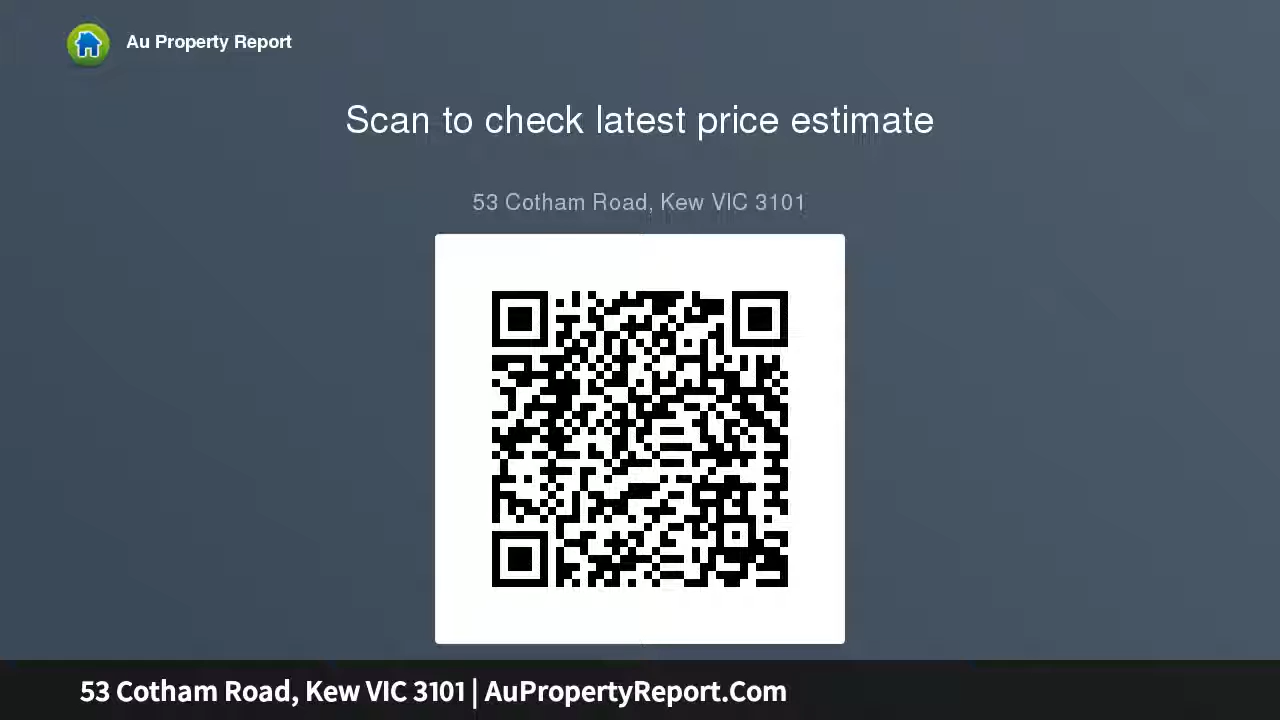 Au Property Report
Scan to check latest price estimate
53 Cotham Road, Kew VIC 3101
53 Cotham Road, Kew VIC 3101 | AuPropertyReport.Com